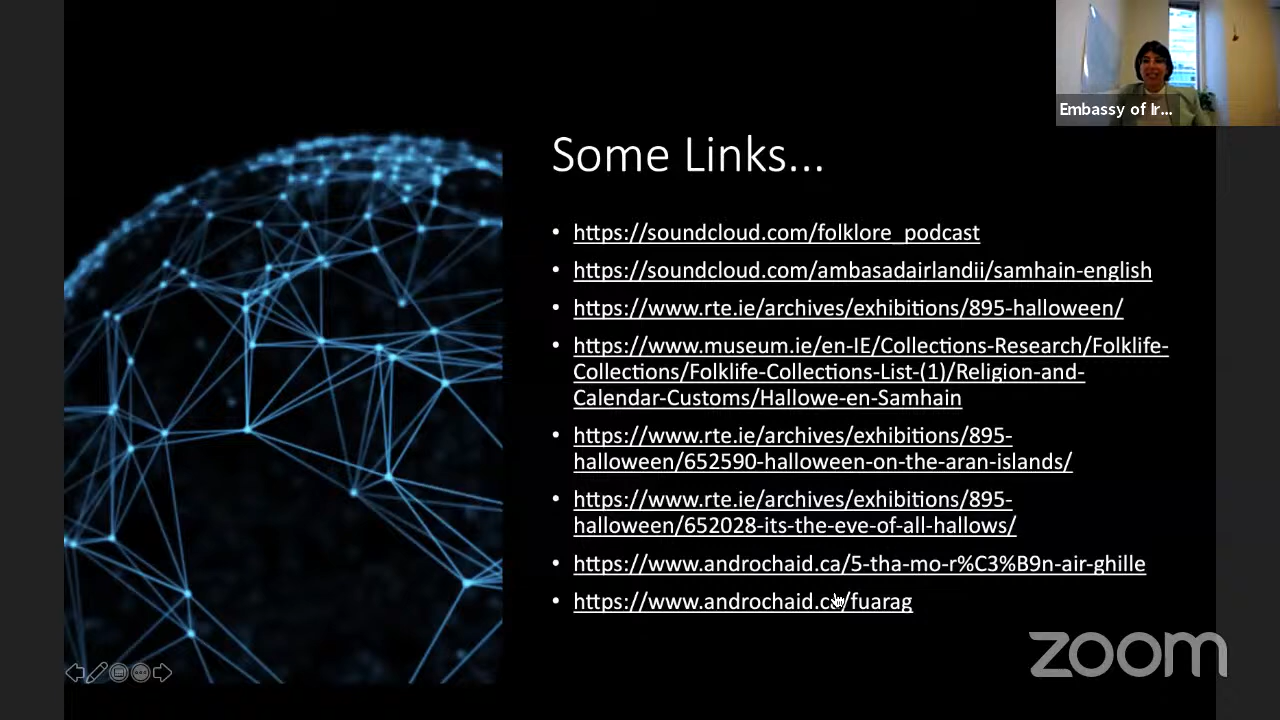 Embassy of Ir...
Some Links...
• https://soundcloud.com/folklore_podcast
• https://soundcloud.com/ambasadairlandii/samhain-english
• https://www.rte.ie/archives/exhibitions/895-halloween/
• https://www.museum.ie/en-IE/Collections-Research/Folklife-
Collections/Folklife-Collections-List-(1)/Religion-and-
Calendar-Customs/Hallowe-en-Samhain
• https://www.rte.ie/archives/exhibitions/895-
halloween/652590-halloween-on-the-aran-islands/
• https://www.rte.ie/archives/exhibitions/895-
halloween/652028-its-the-eve-of-all-hallows/
• https://www.androchaid.ca/5-tha-mo-r%C3%B9n-air-ghille
• https://www.androchaid.ca/fuarag
zoom